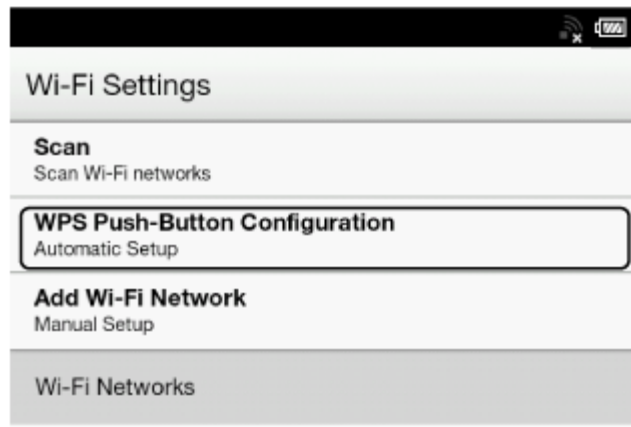 Wi-Fi Settings
Scan
Scan Wi-Fi networks
WPS Push-Button Configuration
Automatic Setup
Add Wi-Fi Network
Manual Setup
Wi-Fi Networks